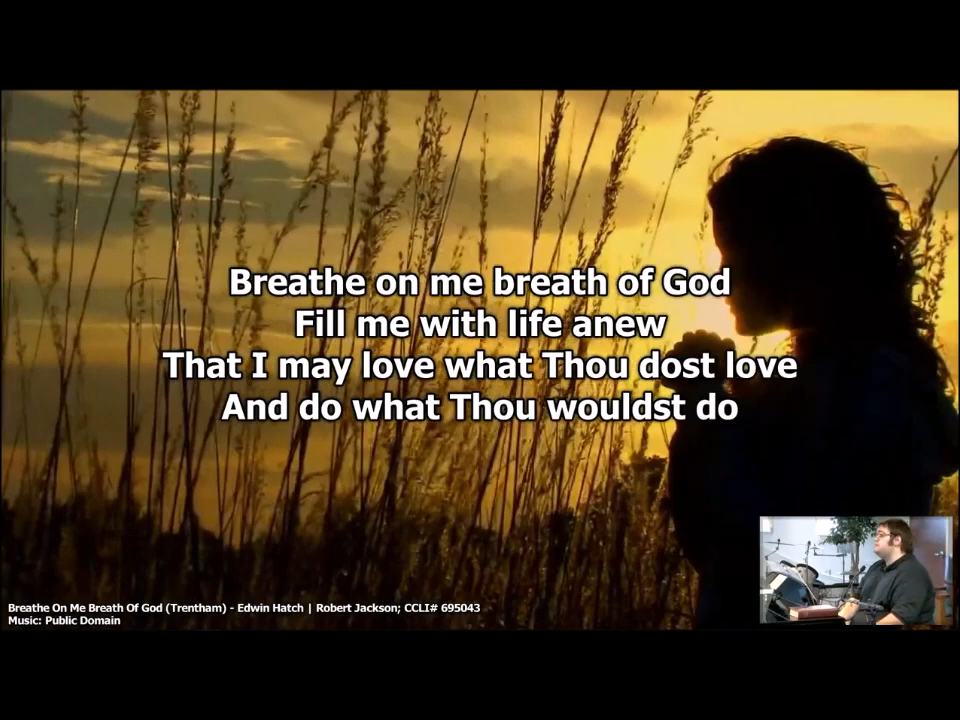 Breathe on me breath of God
Fill me with life anew
That I may love what Thou dost love
And do what Thou wouldst do
Breathe On Me Breath Of God (Trentham) - Edwin Hatch | Robert Jackson; CCLI# 695043
Music: Public Domain